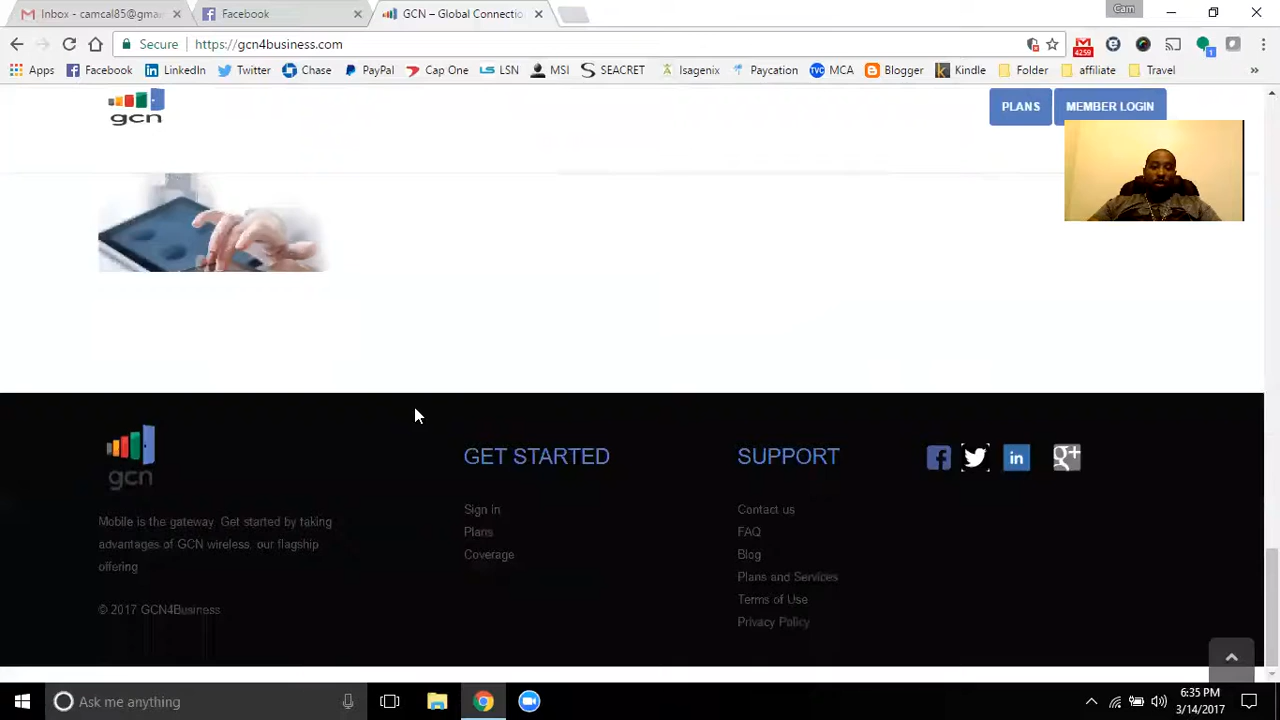 Cam
Inbox - camcal85@gma
Facebook
GCN – Global Connectio
Secure
https://gcn4business.com
4259
1
Apps
Facebook
LinkedIn
Twitter
Chase
PayPal
Cap One
LSN
MSI
SEACRET
Isagenix
Paycation
TVC
MCA
Blogger
Kindle
Folder
affiliate
Travel
»
gcn
PLANS
MEMBER LOGIN
gcn
Mobile is the gateway. Get started by taking
advantages of GCN wireless, our flagship
offering
© 2017 GCN4Business.
GET STARTED
Sign in
Plans
Coverage
SUPPORT
Contact us
FAQ
Blog
Plans and Services
Terms of Use
Privacy Policy
in
g+
Ask me anything
6:35 PM
3/14/2017